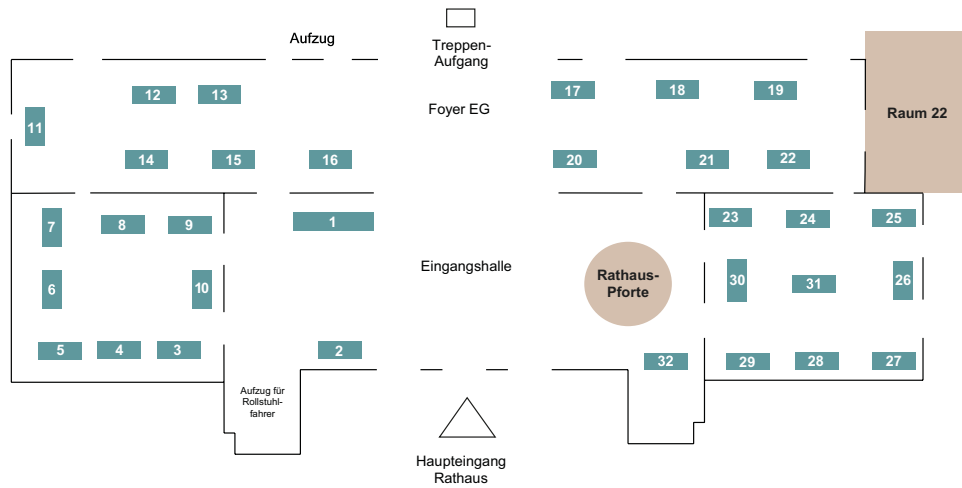 Aufzug
Treppen-
Aufgang
Foyer EG
Raum 22
12
13
17
18
19
11
14
15
16
20
21
22
7
8
9
1
23
24
25
Eingangshalle
Rathaus-
Pforte
6
10
30
31
26
5
4
3
2
32
29
28
27
Aufzug für
Rollstuhl-
fahrer
Haupteingang
Rathaus